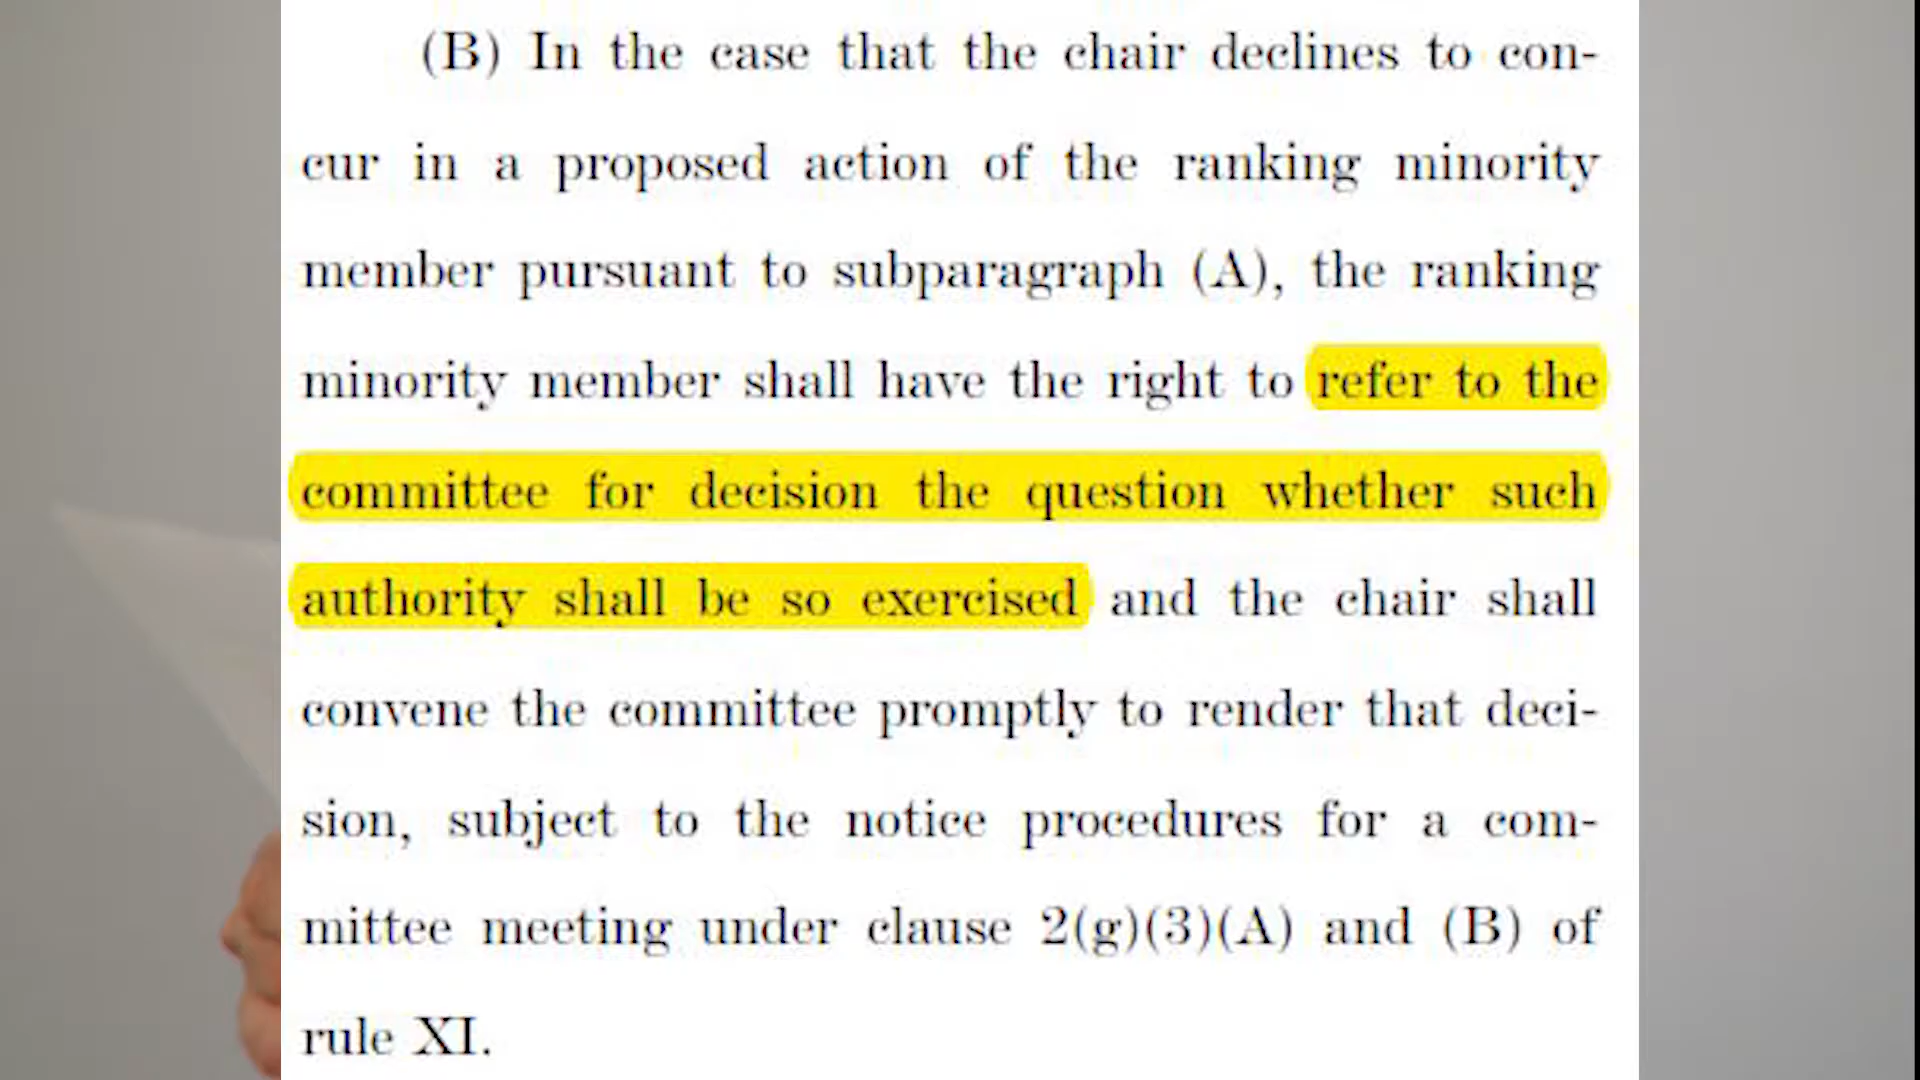 (B) In the case that the chair declines to con-
cur in a proposed action of the ranking minority
member pursuant to subparagraph (A), the ranking
minority member shall have the right to refer to the
committee for decision the question whether such
authority shall be so exercised and the chair shall
convene the committee promptly to render that deci-
sion, subject to the notice procedures for a com-
mittee meeting under clause 2(g)(3)(A) and (B) of
rule XI.